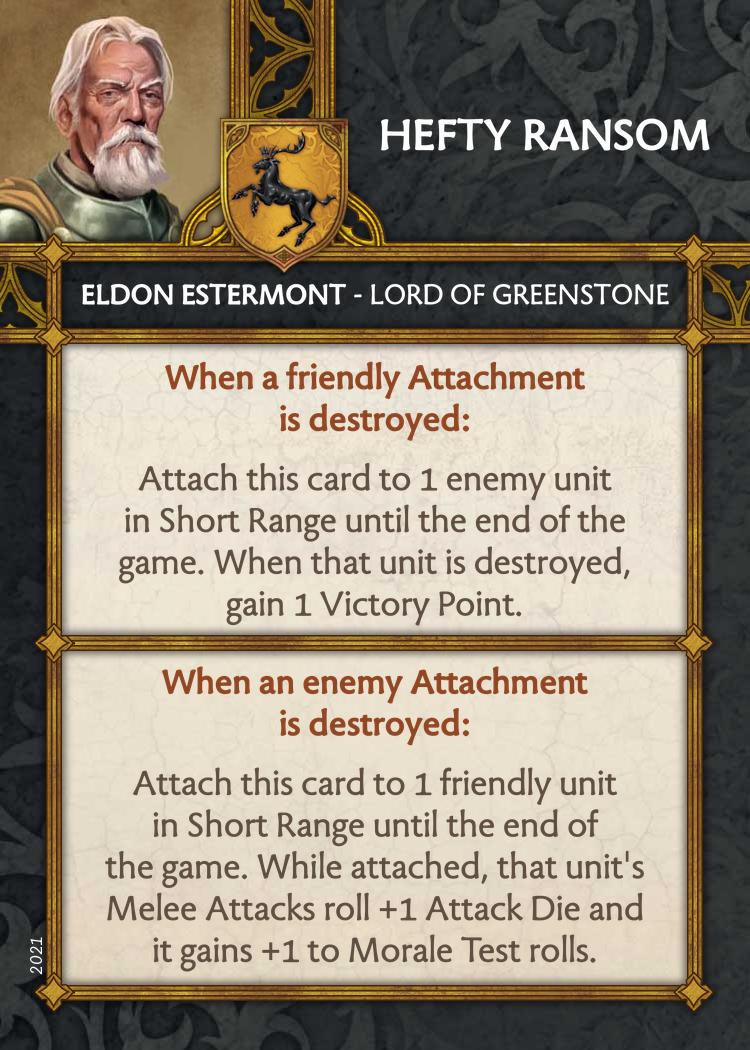 HEFTY RANSOM
ELDON ESTERMONT - LORD OF GREENSTONE
When a friendly Attachment
is destroyed:
Attach this card to 1 enemy unit
in Short Range until the end of the
game. When that unit is destroyed,
gain 1 Victory Point.
When an enemy Attachment
is destroyed:
Attach this card to 1 friendly unit
in Short Range until the end of
the game. While attached, that unit's
Melee Attacks roll +1 Attack Die and
it gains +1 to Morale Test rolls.
2021